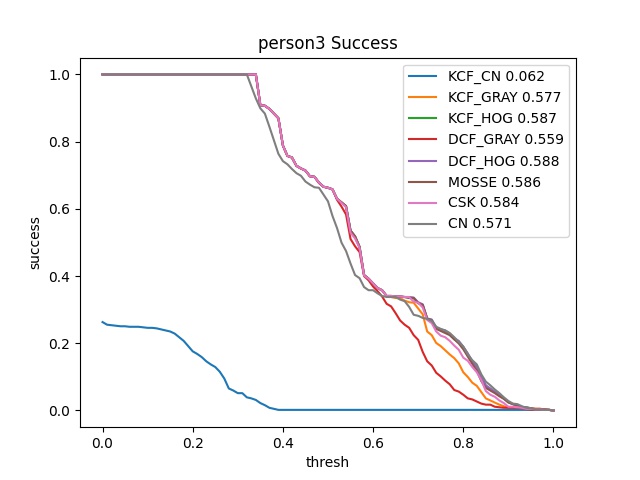 person3 Success
success
1.0
0.8
0.6
0.4
0.2
0.0
KCF_CN 0.062
KCF_GRAY 0.577
KCF_HOG 0.587
DCF_GRAY 0.559
DCF_HOG 0.588
MOSSE 0.586
CSK 0.584
CN 0.571
0.0 0.2 0.4 0.6 0.8 1.0
thresh